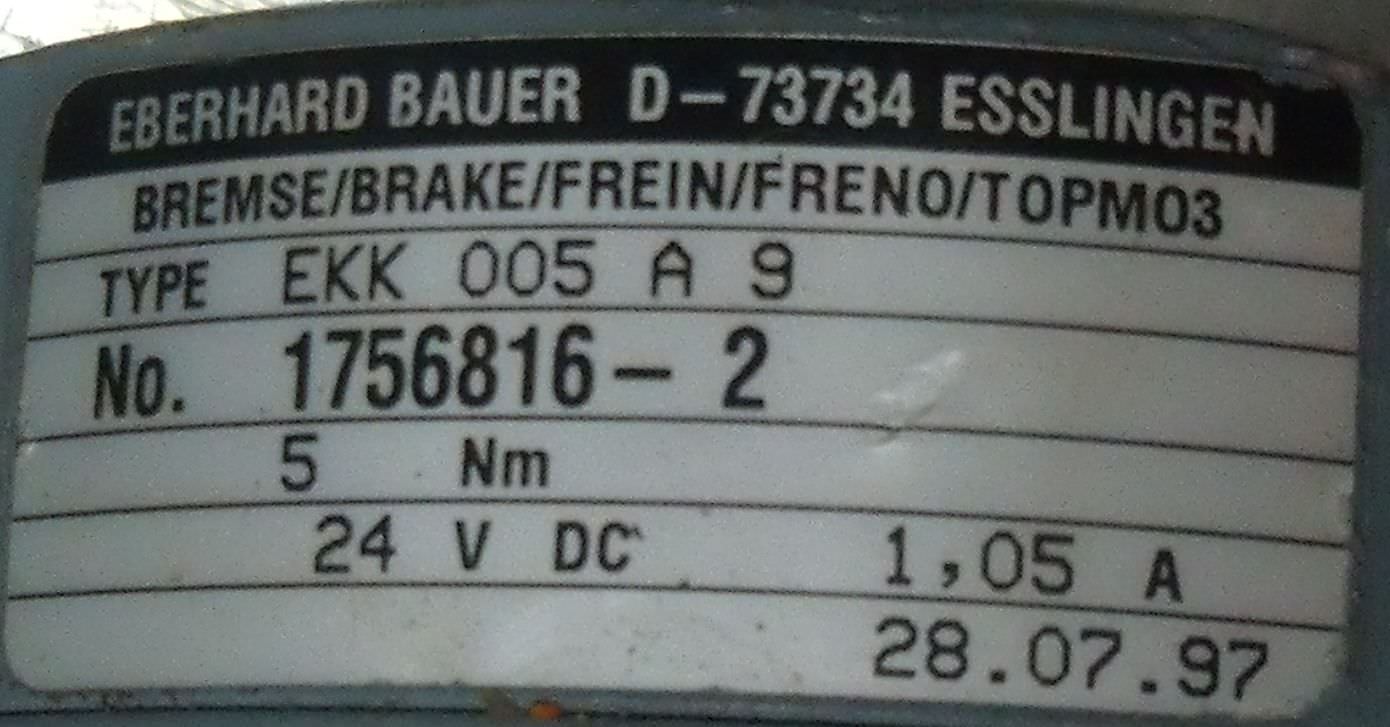 EBERHARD BAUER D-73734 ESSLINGEN
BREMSE/BRAKE/FREIN/FRENO/TOPMO3
TYPE EKK 005 A 9
No. 1756816- 2
5 Nm
24 V DC 1,05 A
28.07.97